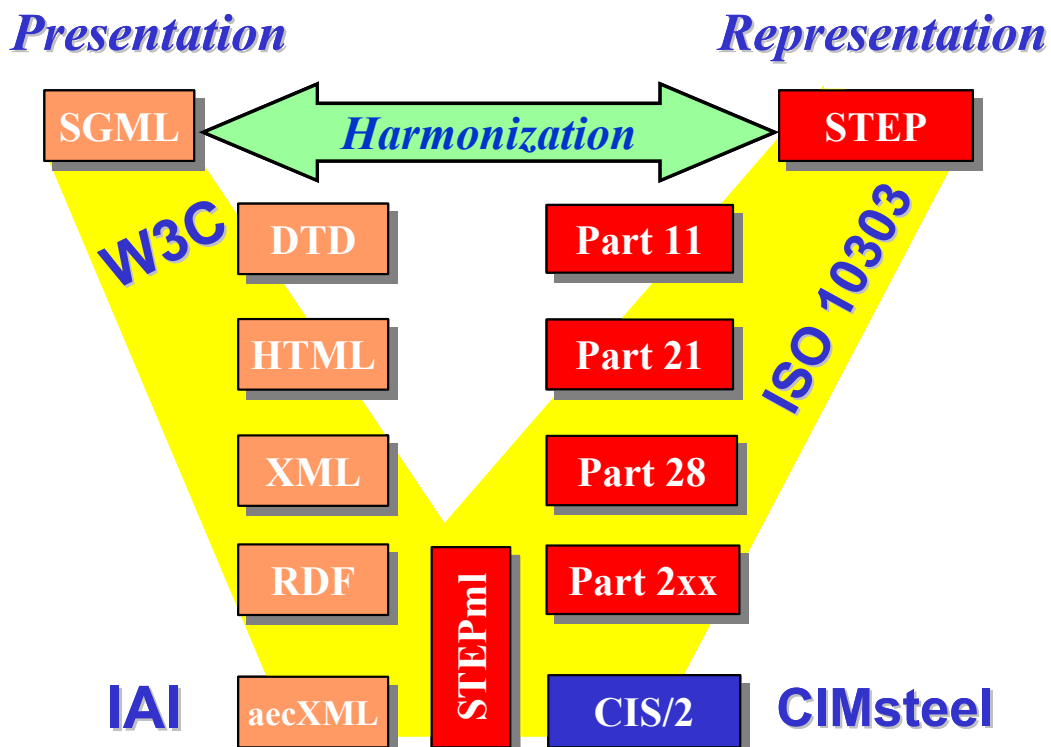 Presentation
Representation
SGML
Harmonization
STEP
W3C
ISO 10303
DTD
Part 11
HTML
Part 21
XML
Part 28
RDF
STEPml
Part 2xx
IAI
aecXML
CIS/2
CIMsteel